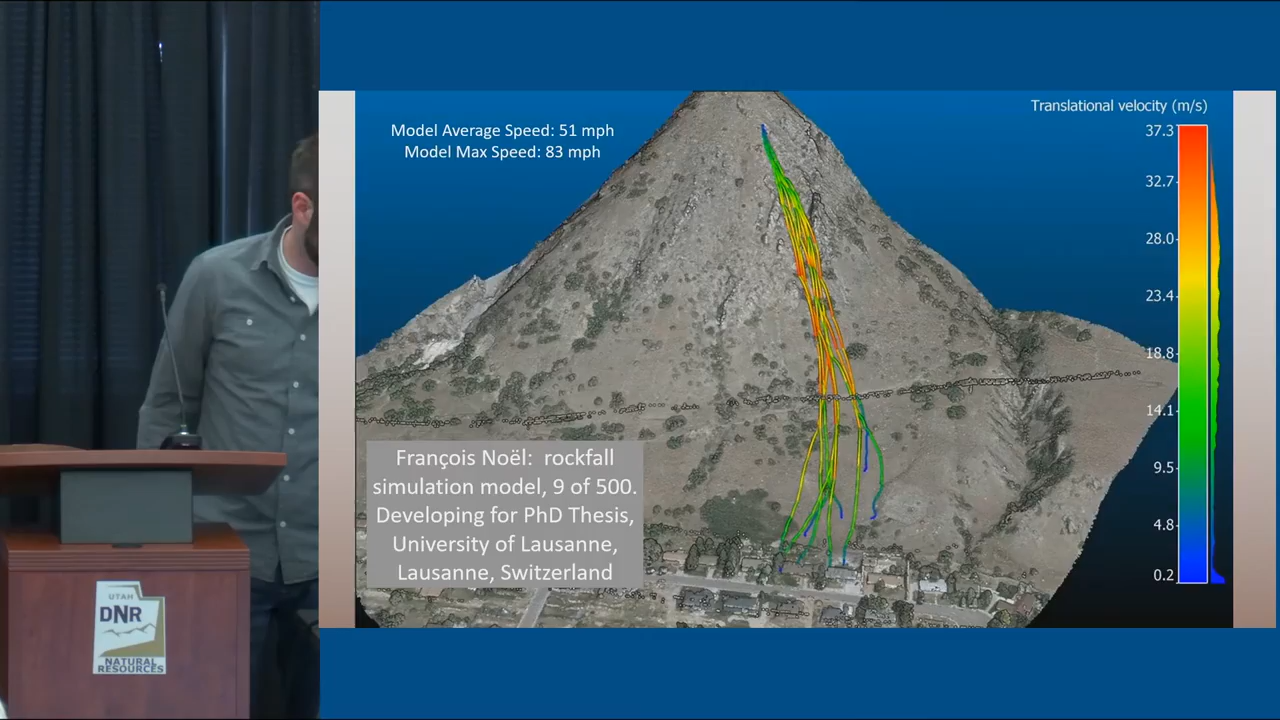 Model Average Speed: 51 mph
Model Max Speed: 83 mph
Translational velocity (m/s)
37.3
32.7
28.0
23.4
18.8
14.1
9.5
4.8
0.2
François Noël: rockfall
simulation model, 9 of 500.
Developing for PhD Thesis,
University of Lausanne,
Lausanne, Switzerland
UTAH
DNR
NATURAL
RESOURCES